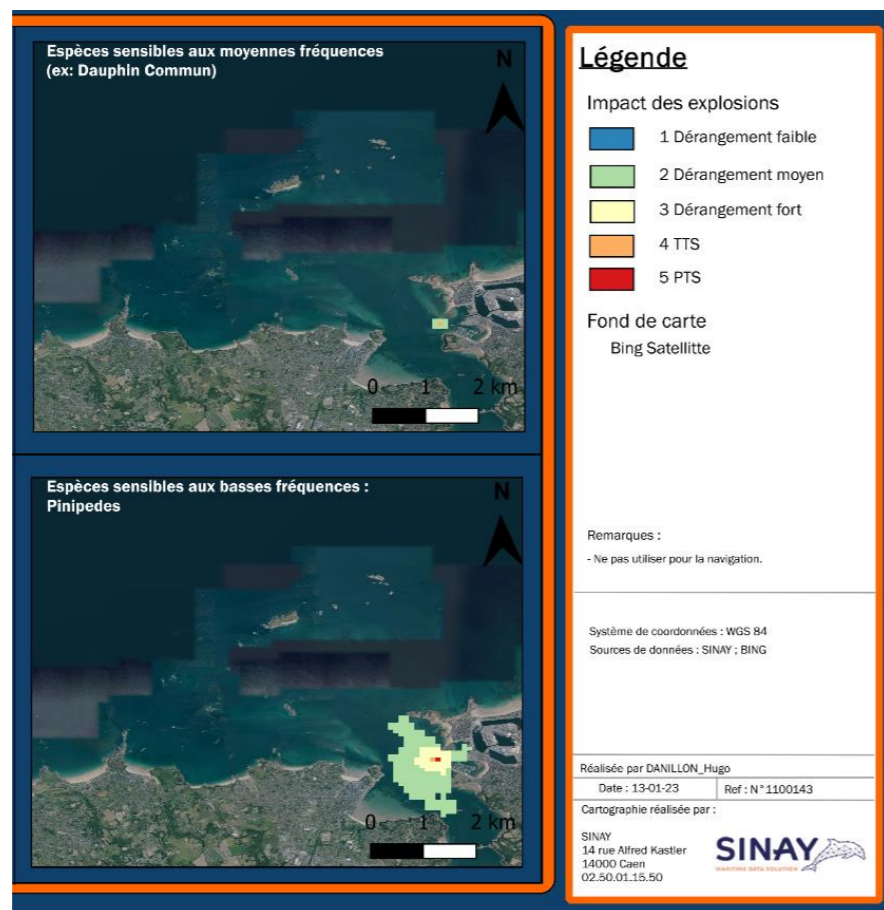 Espèces sensibles aux moyennes fréquences
(ex: Dauphin Commun)
N
0 1 2 km
Espèces sensibles aux basses fréquences :
Pinipedes
N
0 1 2 km
Légende
Impact des explosions
1 Dérangement faible
2 Dérangement moyen
3 Dérangement fort
4 TTS
5 PTS
Fond de carte
Bing Satellitte
Remarques :
- Ne pas utiliser pour la navigation.
Système de coordonnées : WGS 84
Sources de données : SINAY ; BING
Réalisée par DANILLON_Hugo
Date : 13-01-23
Ref : N°1100143
Cartographie réalisée par :
SINAY
14 rue Alfred Kastler
14000 Caen
02.50.01.15.50
SINAY
MARITIME DATA SOLUTION